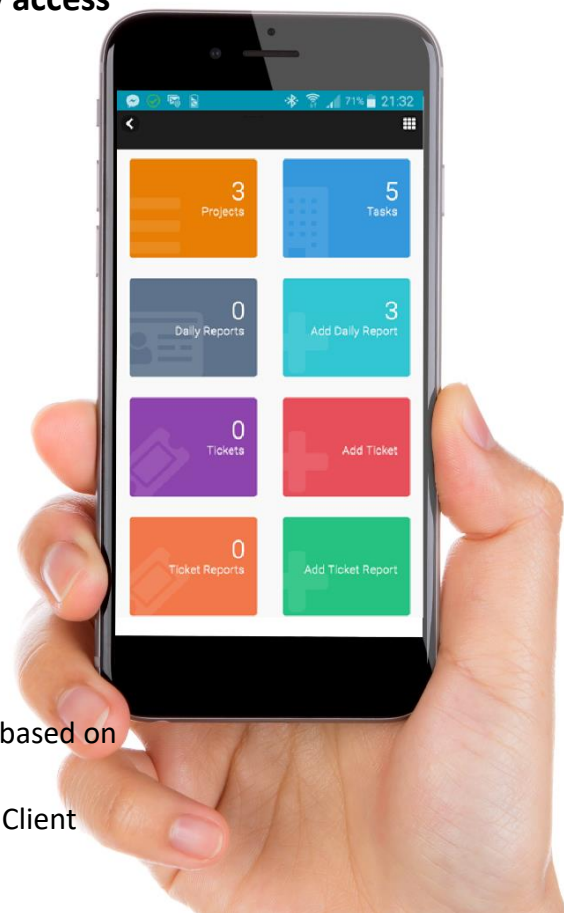 access
71% 21:32
3
Projects
5
Tasks
0
Daily Reports
3
Add Daily Report
0
Tickets
Add Ticket
0
Ticket Reports
Add Ticket Report
based on
Client